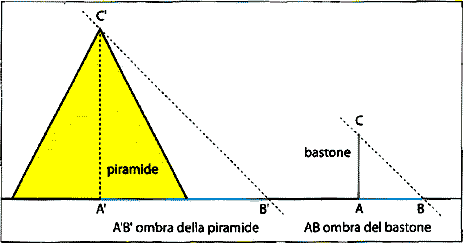 C'
C
bastone
piramide
A'
B'
A
B
A'B' ombra della piramide
AB ombra del bastone